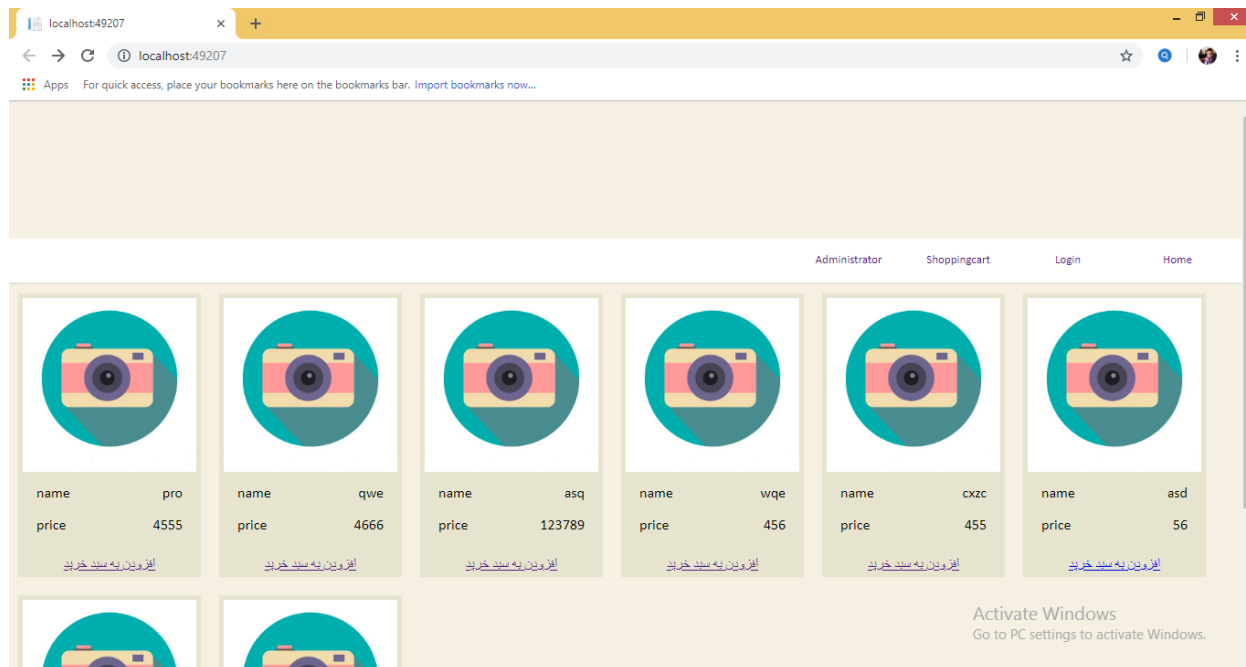 localhost:49207
localhost:49207
Apps For quick access, place your bookmarks here on the bookmarks bar. Import bookmarks now...
Administrator Shoppingcart Login Home
name pro name qwe name asq name wqe name cxzc name asd
price 4555 price 4666 price 123789 price 456 price 455 price 56
افزودن به سبد خرید افزودن به سبد خرید افزودن به سبد خرید افزودن به سبد خرید افزودن به سبد خرید افزودن به سبد خرید
Activate Windows
Go to PC settings to activate Windows.